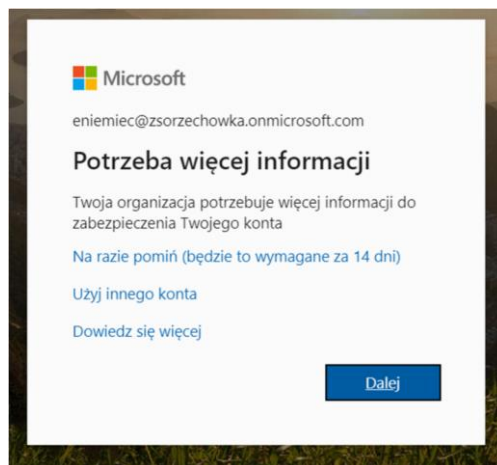 Microsoft
eniemiec@zsorzechowka.onmicrosoft.com
Potrzeba więcej informacji
Twoja organizacja potrzebuje więcej informacji do
zabezpieczenia Twojego konta
Na razie pomiń (będzie to wymagane za 14 dni)
Użyj innego konta
Dowiedz się więcej
Dalej